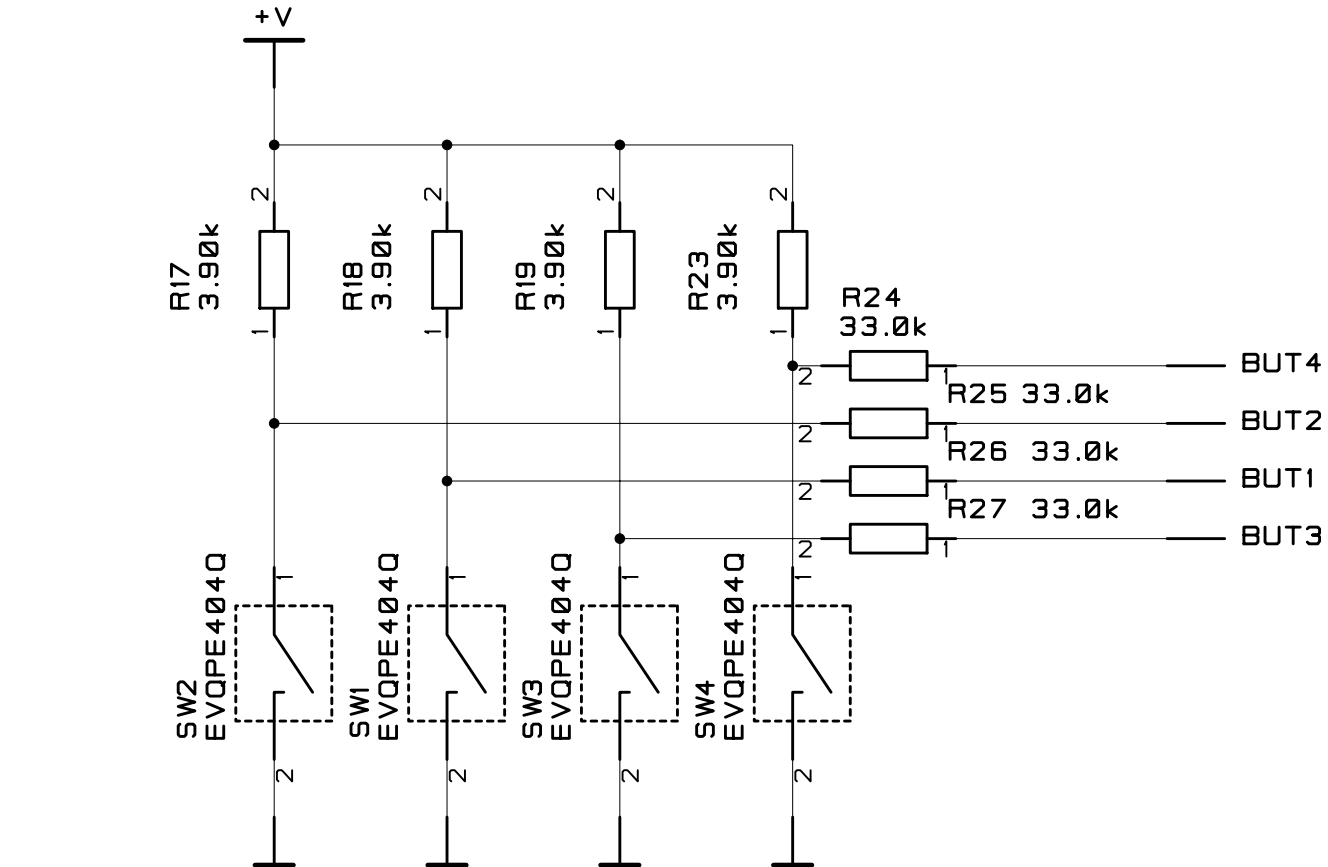 +V
2
2
2
2
R17
3.90k
R18
3.90k
R19
3.90k
R23
3.90k
1
1
1
1
R24
33.0k
2
1
BUT4
R25 33.0k
2
1
BUT2
R26 33.0k
2
1
BUT1
R27 33.0k
2
1
BUT3
1
1
1
1
SW2
EVQPE404Q
SW1
EVQPE404Q
SW3
EVQPE404Q
SW4
EVQPE404Q
2
2
2
2